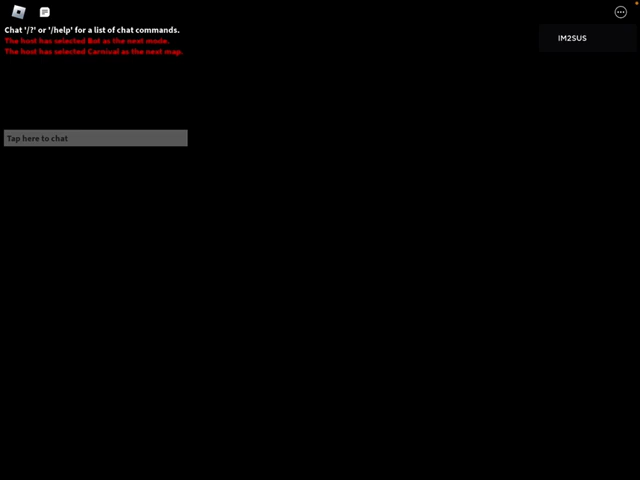 Chat '/?' or '/help' for a list of chat commands.
The host has selected Bot as the next mode.
The host has selected Carnival as the next map.
IM2SUS
Tap here to chat